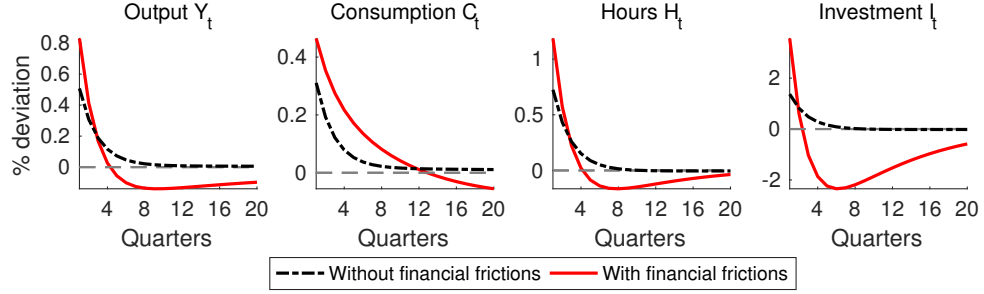 Output Y_t
Consumption C_t
Hours H_t
Investment I_t
% deviation
0.8
0.6
0.4
0.2
0
4 8 12 16 20
Quarters
0.4
0.2
0
4 8 12 16 20
Quarters
1
0.5
0
4 8 12 16 20
Quarters
2
0
-2
4 8 12 16 20
Quarters
Without financial frictions
With financial frictions